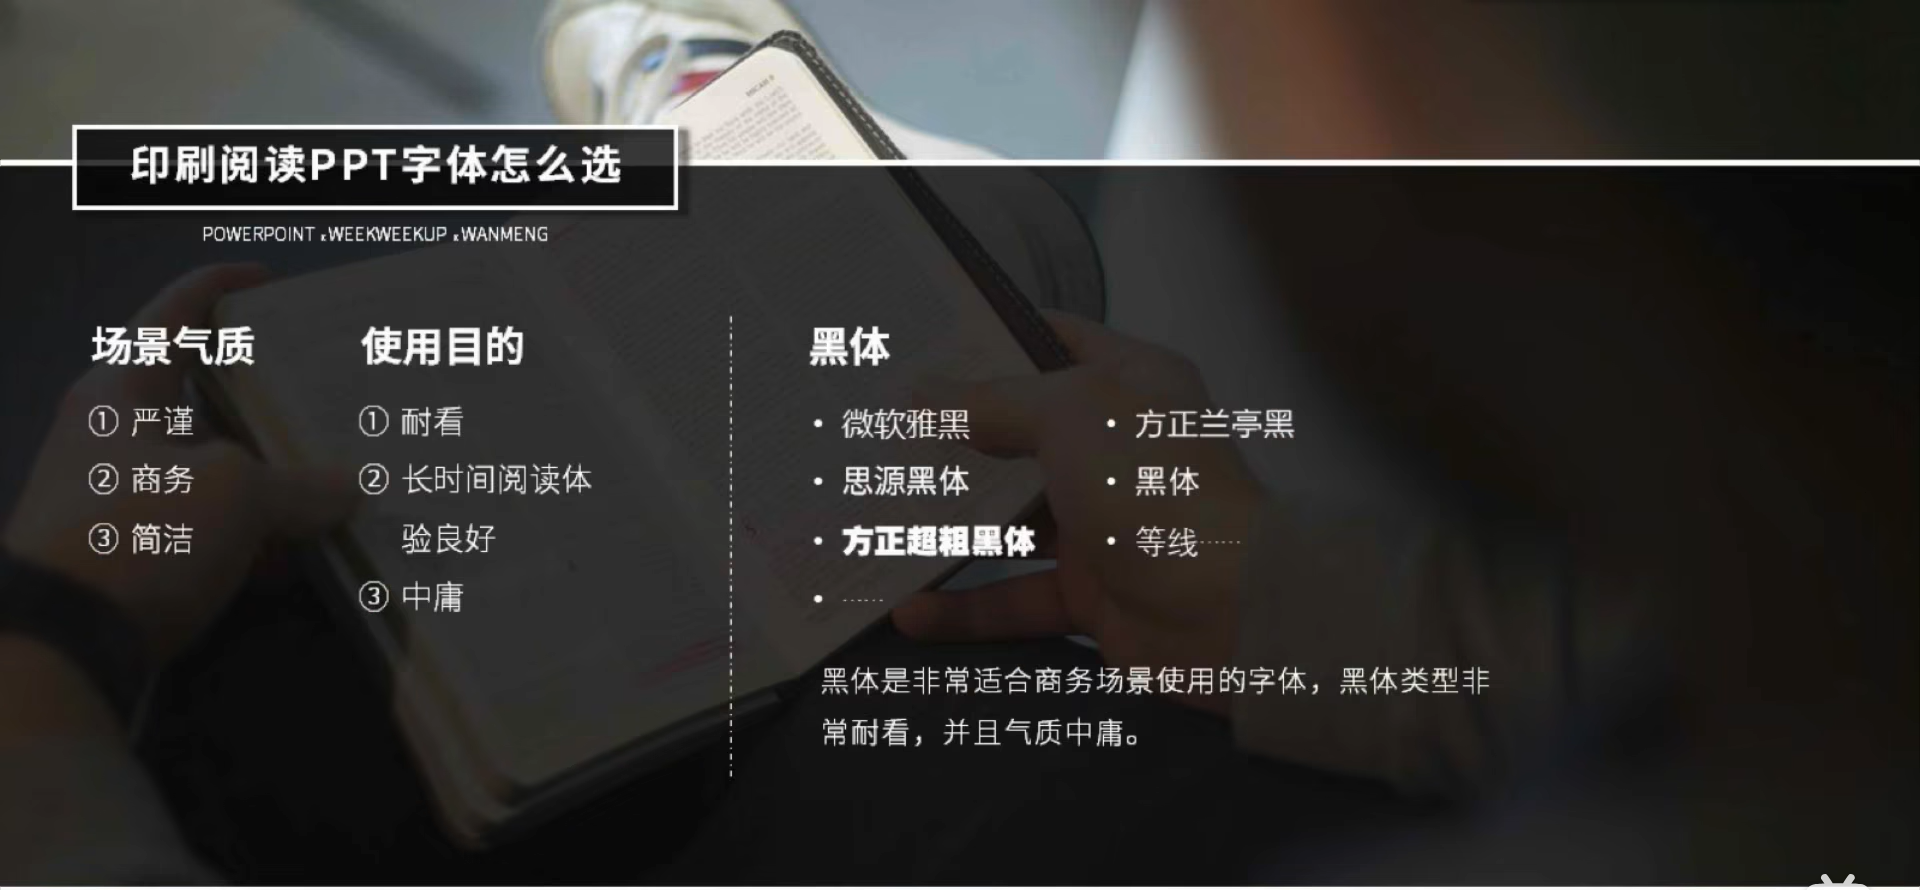 印刷阅读PPT字体怎么选
POWERPOINT x WEEKWEEKUP x WANMENG
场景气质
① 严谨
② 商务
③ 简洁
使用目的
① 耐看
② 长时间阅读体
验良好
③ 中庸
黑体
• 微软雅黑
• 思源黑体
• 方正超粗黑体
• ……
• 方正兰亭黑
• 黑体
• 等线……
黑体是非常适合商务场景使用的字体，黑体类型非
常耐看，并且气质中庸。